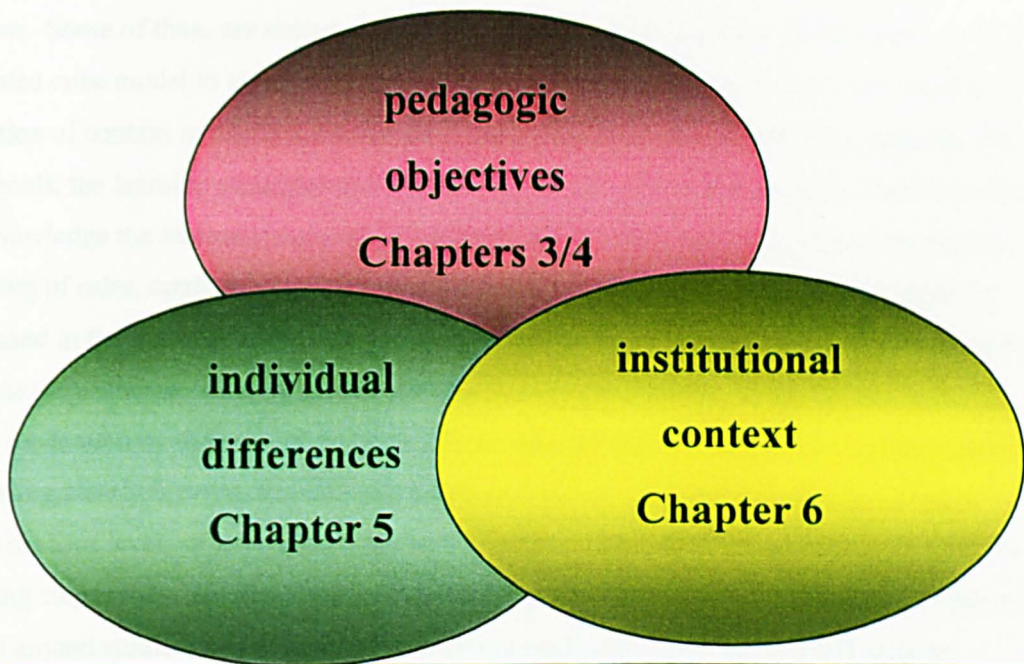 pedagogic
objectives
Chapters 3/4
individual
differences
Chapter 5
institutional
context
Chapter 6